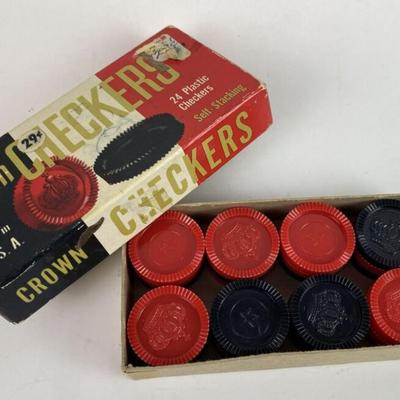 CHECKERS
29¢
24 Plastic
Checkers
Self Stacking
S.A.
CROWN CHECKERS